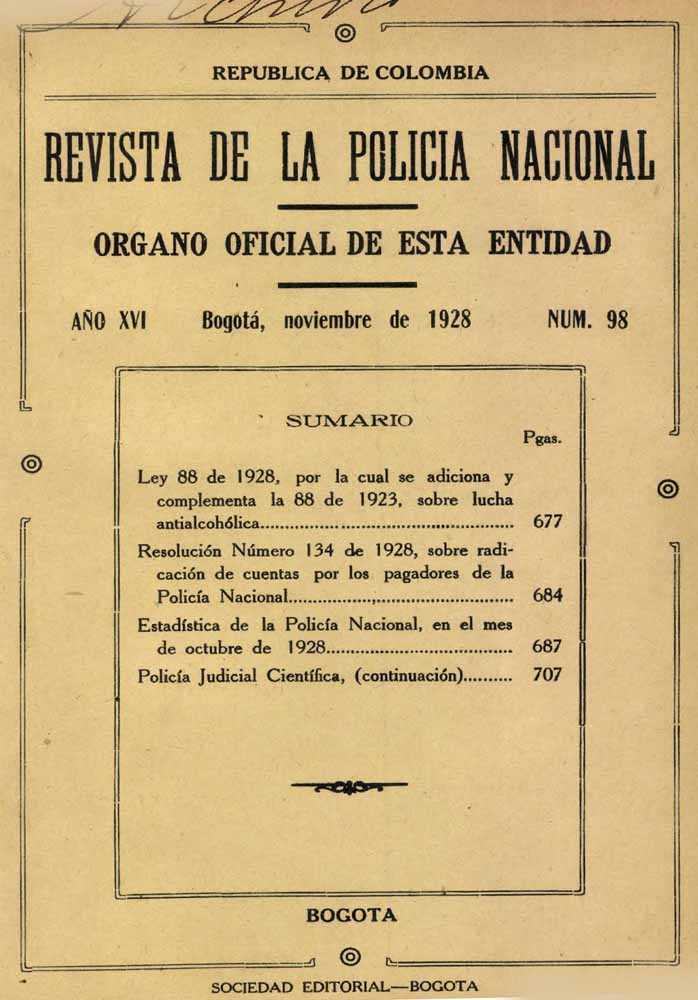 REPUBLICA DE COLOMBIA
REVISTA DE LA POLICIA NACIONAL
ORGANO OFICIAL DE ESTA ENTIDAD
AÑO XVI Bogotá, noviembre de 1928 NUM. 98
SUMARIO
Pgas.
Ley 88 de 1928, por la cual se adiciona y
complementa la 88 de 1923, sobre lucha
antialcohólica............................................... 677
Resolución Número 134 de 1928, sobre radi-
cación de cuentas por los pagadores de la
Policía Nacional.......................................... 684
Estadística de la Policía Nacional, en el mes
de octubre de 1928................................... 687
Policía Judicial Científica, (continuación).......... 707
BOGOTA
SOCIEDAD EDITORIAL—BOGOTA